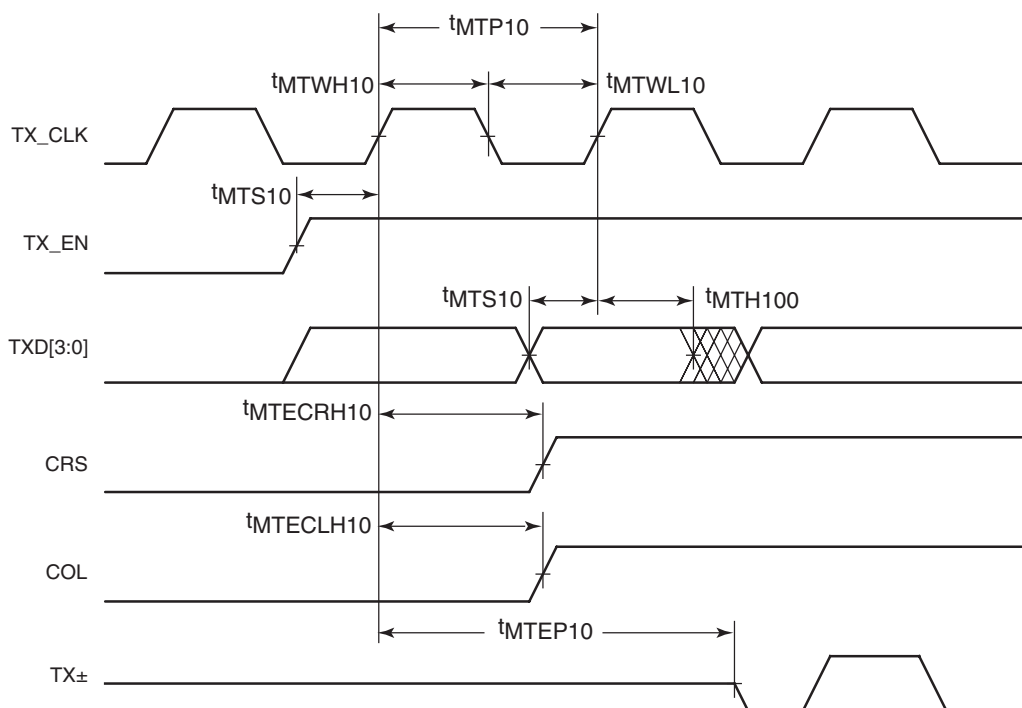 tMTP10
tMTWH10
tMTWL10
TX_CLK
tMTS10
TX_EN
tMTS10
tMTH100
TXD[3:0]
tMTECRH10
CRS
tMTECLH10
COL
tMTEP10
TX±